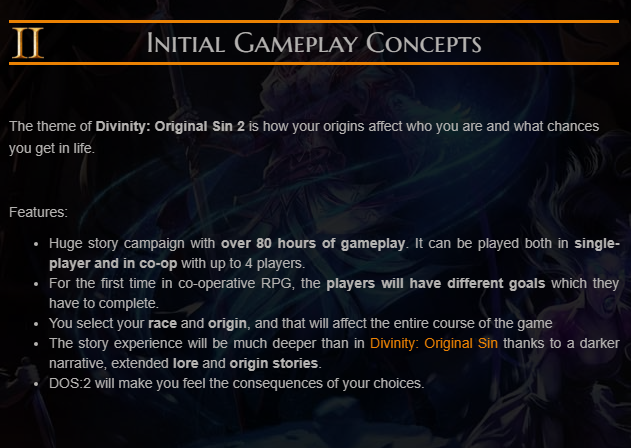 II
Initial Gameplay Concepts
The theme of Divinity: Original Sin 2 is how your origins affect who you are and what chances
you get in life.
Features:
• Huge story campaign with over 80 hours of gameplay. It can be played both in single-
player and in co-op with up to 4 players.
• For the first time in co-operative RPG, the players will have different goals which they
have to complete.
• You select your race and origin, and that will affect the entire course of the game
• The story experience will be much deeper than in Divinity: Original Sin thanks to a darker
narrative, extended lore and origin stories.
• DOS:2 will make you feel the consequences of your choices.